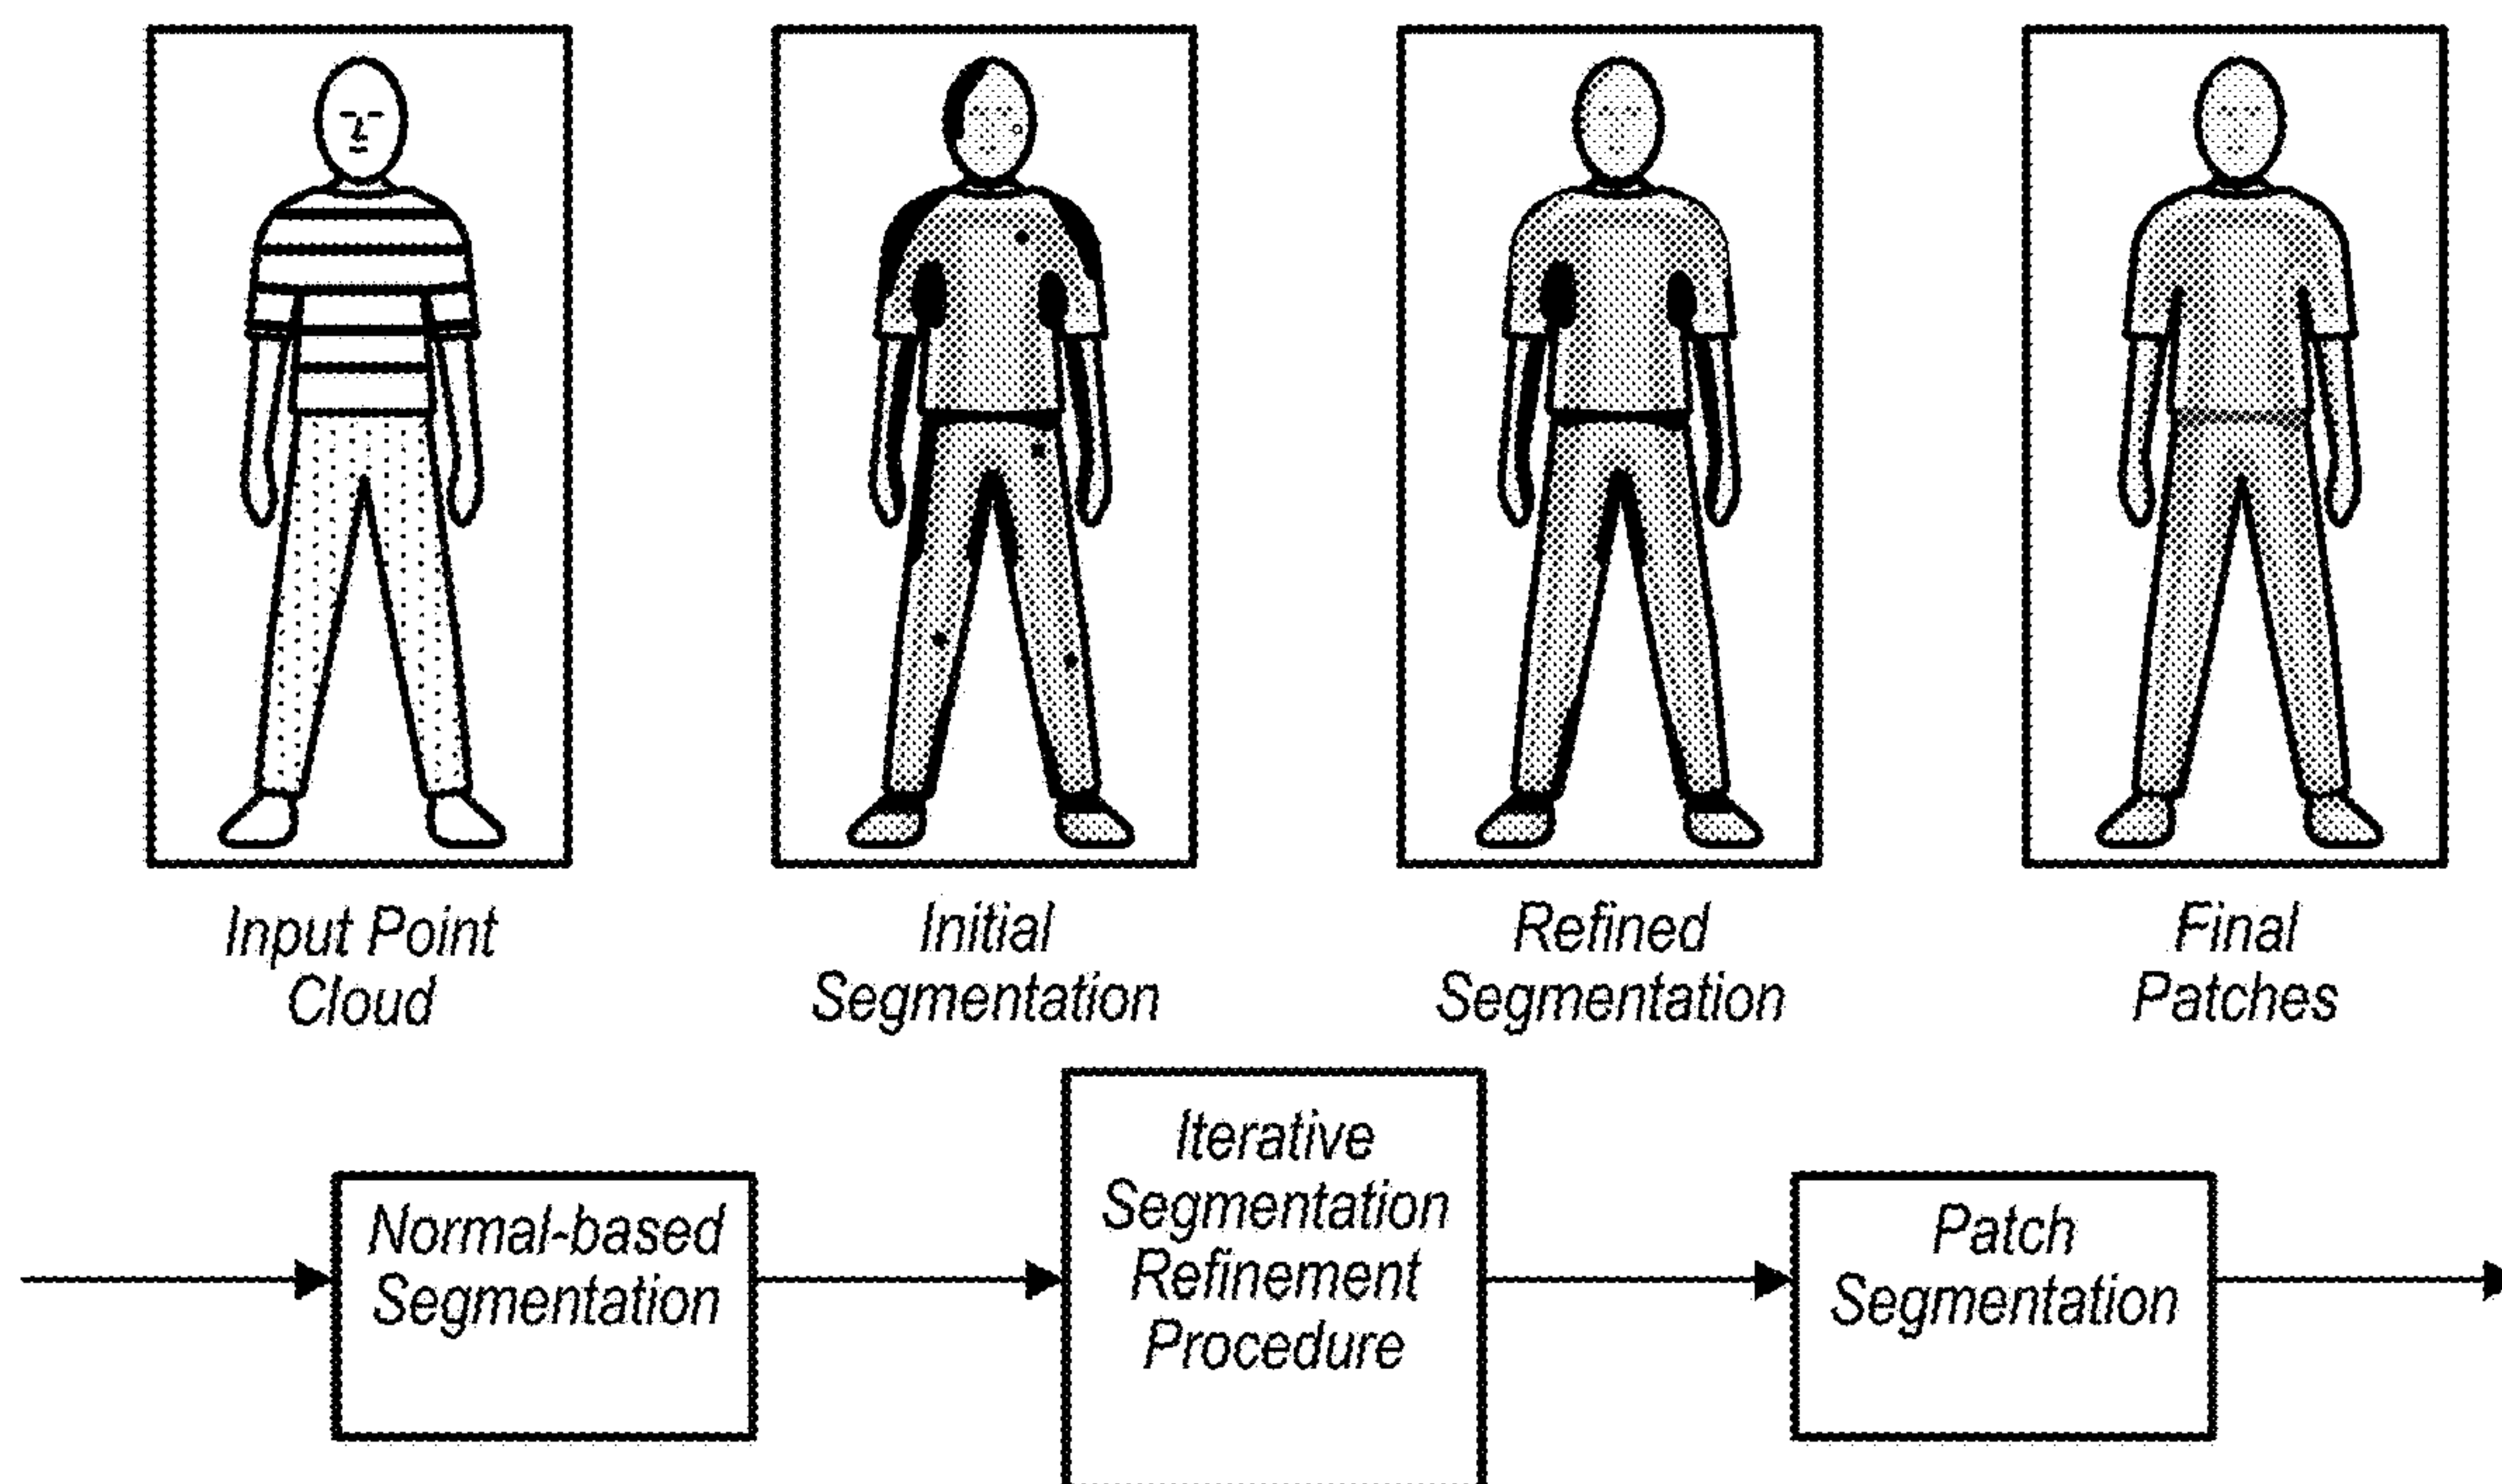 Input Point
Cloud
Initial
Segmentation
Refined
Segmentation
Final
Patches
Normal-based
Segmentation
Iterative
Segmentation
Refinement
Procedure
Patch
Segmentation